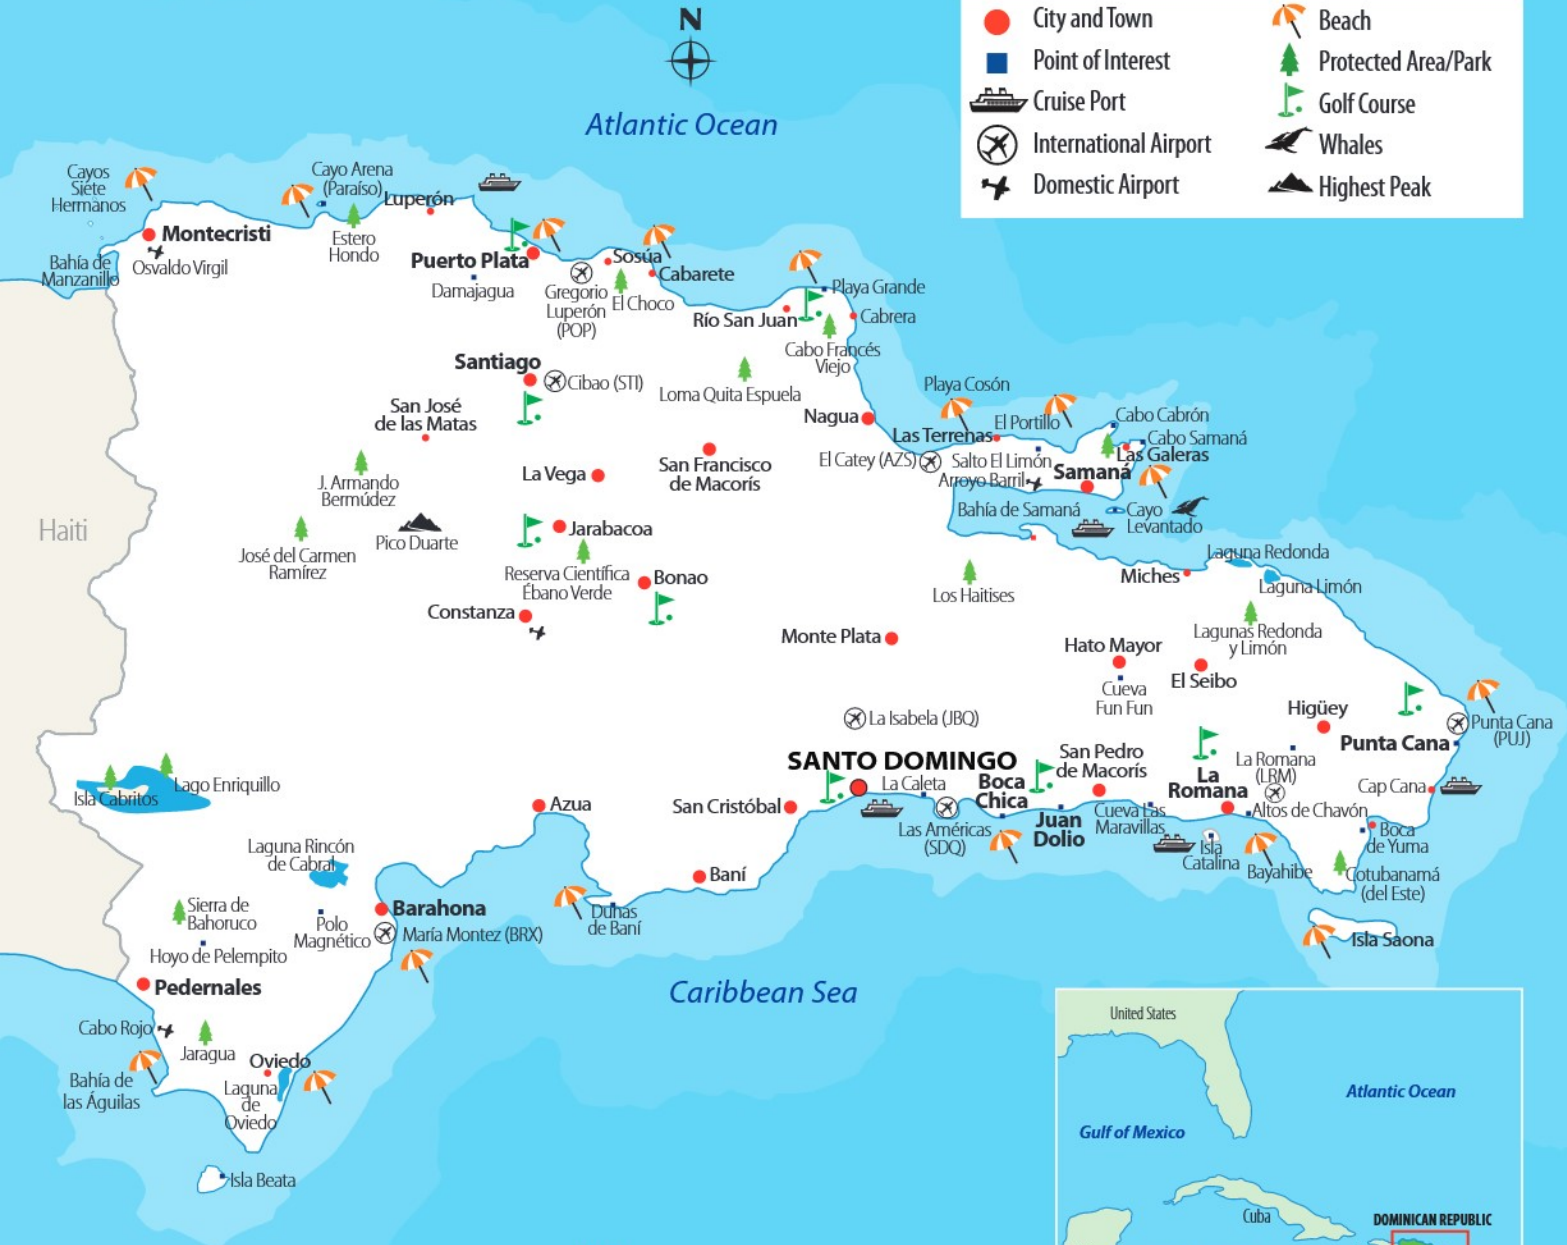 N
Atlantic Ocean
City and Town
Point of Interest
Cruise Port
International Airport
Domestic Airport
Beach
Protected Area/Park
Golf Course
Whales
Highest Peak
Cayos
Siete
Hermanos
Cayo Arena
(Paraíso)
Luperón
Montecristi
Osvaldo Virgil
Bahía de
Manzanillo
Estero
Hondo
Puerto Plata
Damajagua
Sosúa
Cabarete
Gregorio
Luperón
(POP)
El Choco
Playa Grande
Río San Juan
Cabrera
Cabo Francés
Viejo
Santiago
Cibao (STI)
Loma Quita Espuela
San José
de las Matas
Nagua
Playa Cosón
El Portillo
Cabo Cabrón
Las Terrenas
Cabo Samaná
Las Galeras
El Catey (AZS)
Salto El Limón
Arroyo Barril
Samaná
San Francisco
de Macorís
La Vega
J. Armando
Bermúdez
Bahía de Samaná
Cayo
Levantado
Haiti
Pico Duarte
Jarabacoa
José del Carmen
Ramírez
Reserva Científica
Ébano Verde
Bonao
Constanza
Los Haitises
Laguna Redonda
Miches
Laguna Limón
Lagunas Redonda
y Limón
Monte Plata
Hato Mayor
Cueva
Fun Fun
El Seibo
Higüey
La Isabela (JBQ)
Punta Cana
(PUJ)
Punta Cana
SANTO DOMINGO
La Caleta
Boca
Chica
San Pedro
de Macorís
La Romana
(LRM)
La
Romana
Cap Cana
Lago Enriquillo
Isla Cabritos
Azua
San Cristóbal
Las Américas
(SDQ)
Juan
Dolio
Cueva Las
Maravillas
Altos de Chavón
Isla
Catalina
Bayahibe
Boca
de Yuma
Cotubanamá
(del Este)
Laguna Rincón
de Cabral
Baní
Sierra de
Bahoruco
Polo
Magnético
Barahona
María Montez (BRX)
Dunas
de Baní
Hoyo de Pelempito
Isla Saona
Pedernales
Caribbean Sea
Cabo Rojo
Jaragua
Oviedo
Bahía de
las Águilas
Laguna
de
Oviedo
Isla Beata
United States
Atlantic Ocean
Gulf of Mexico
Cuba
DOMINICAN REPUBLIC